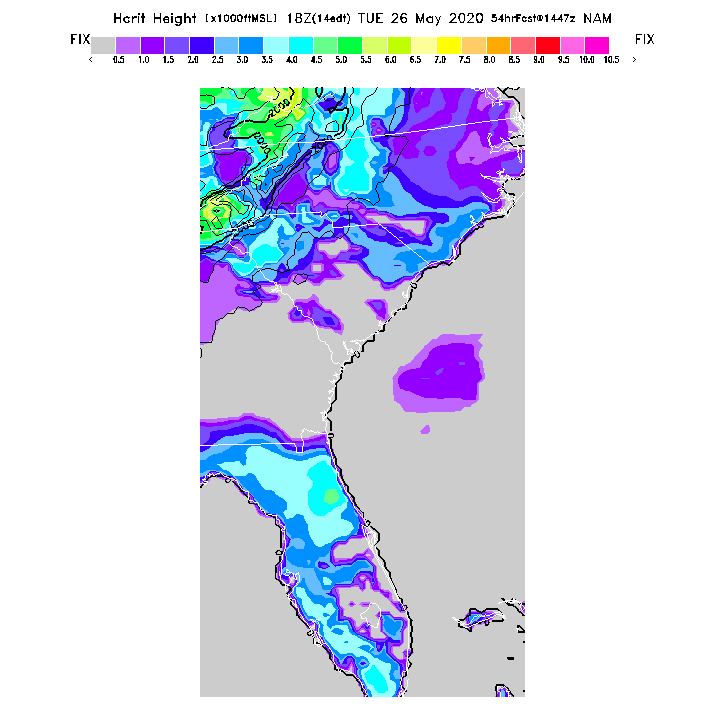 Hcrit Height [x1000ftMSL] 18Z(14edt) TUE 26 May 2020 54hrFcst@1447z NAM
FIX FIX
< 0.5 1.0 1.5 2.0 2.5 3.0 3.5 4.0 4.5 5.0 5.5 6.0 6.5 7.0 7.5 8.0 8.5 9.0 9.5 10.0 10.5 >
2000